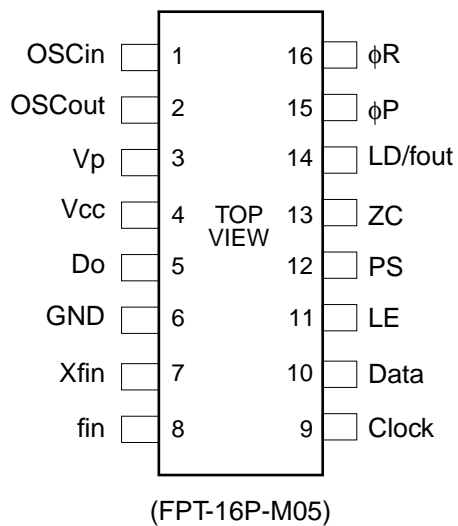 OSCin 1 16 ϕR
OSCout 2 15 ϕP
Vp 3 14 LD/fout
Vcc 4 TOP 13 ZC
VIEW
Do 5 12 PS
GND 6 11 LE
Xfin 7 10 Data
fin 8 9 Clock
(FPT-16P-M05)